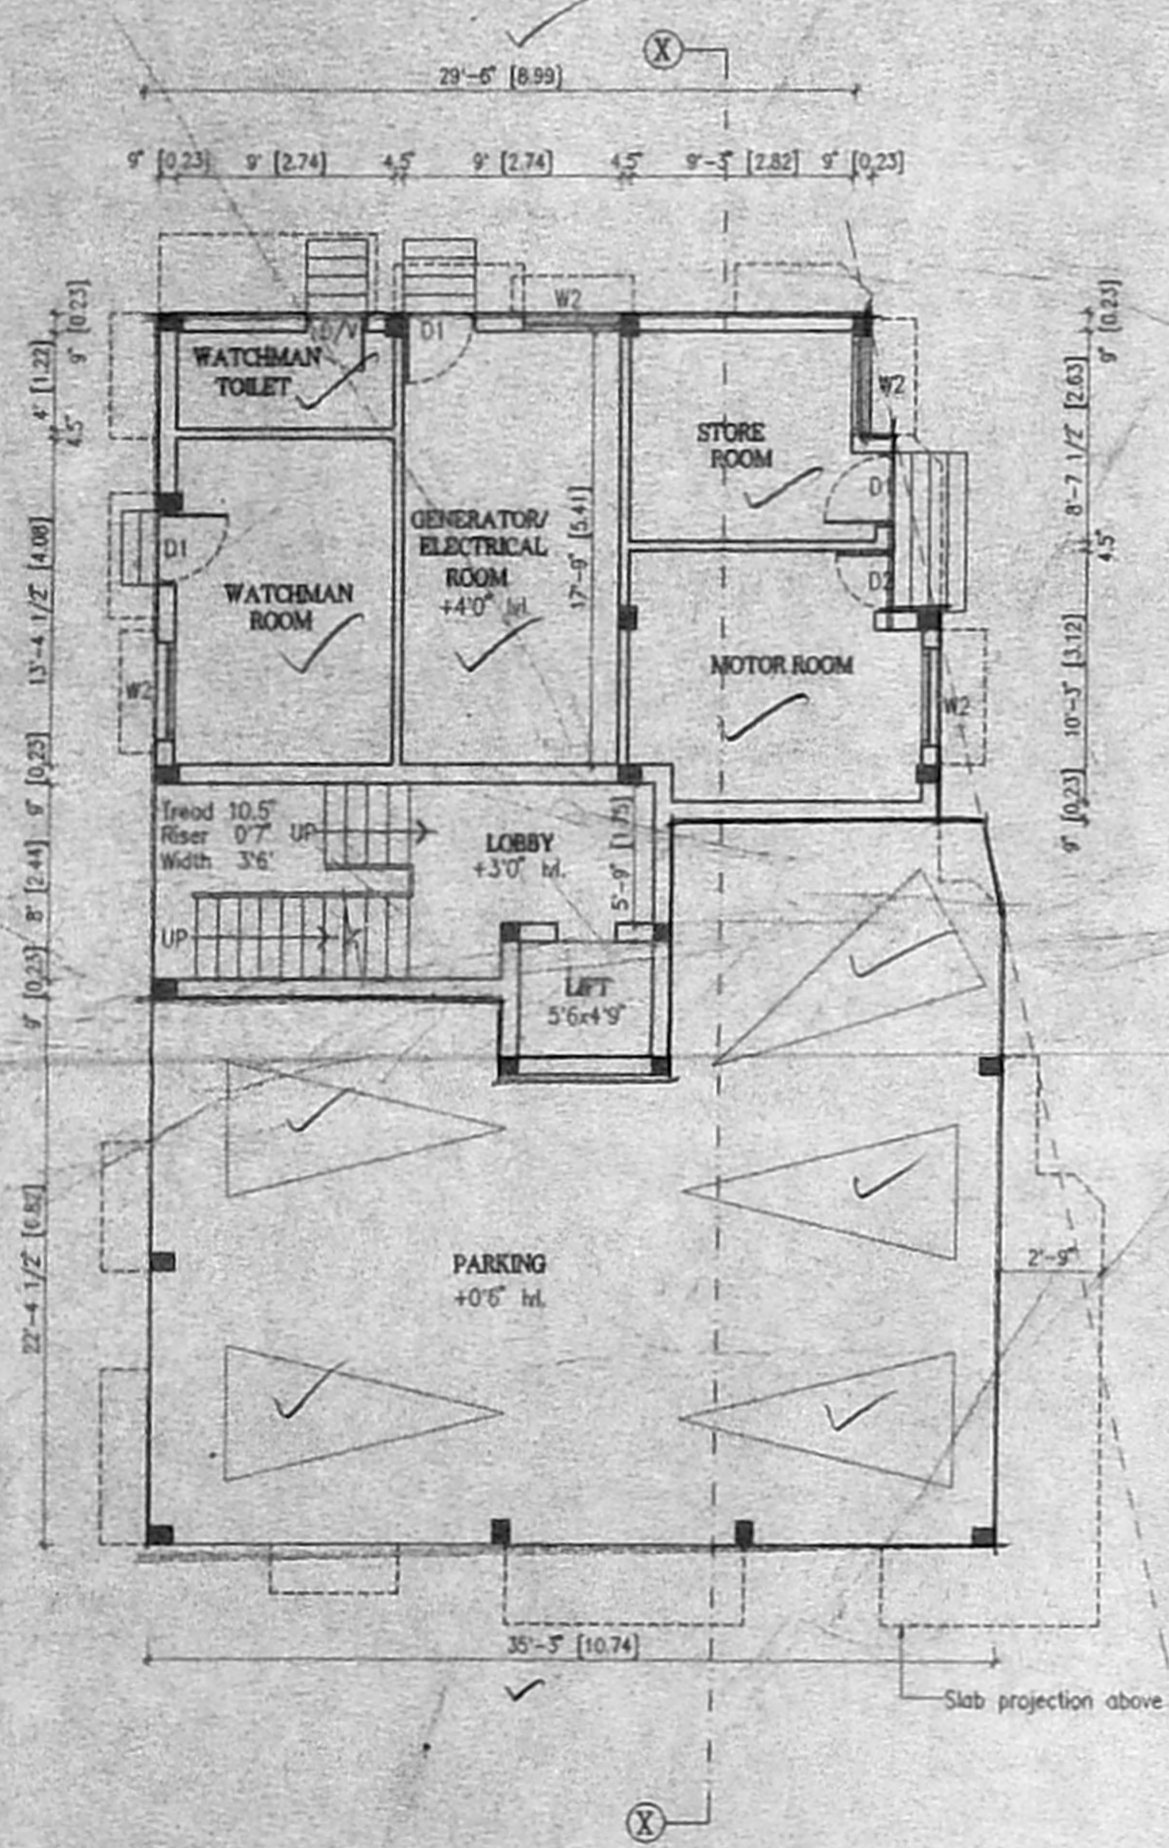 X
29'-6" [8.99]
9" [0.23] 9' [2.74] 4.5" 9' [2.74] 4.5" 9'-3" [2.82] 9" [0.23]
W2
D/V
D1
WATCHMAN
TOILET
W2
STORE
ROOM
D1
GENERATOR/
ELECTRICAL
ROOM
+4'0" lvl.
17'-9" [5.41]
D1
WATCHMAN
ROOM
D2
MOTOR ROOM
W2
W2
9" [0.23]
4' [1.22]
4.5"
13'-4 1/2" [4.08]
9" [0.23]
8' [2.44]
9" [0.23]
22'-4 1/2" [6.82]
9" [0.23]
8'-7 1/2" [2.63]
4.5"
10'-3" [3.12]
9" [0.23]
Tread 10.5"
Riser 0'7"
Width 3'6"
UP
LOBBY
+3'0" lvl.
5'-9" [1.75]
UP
LIFT
5'6x4'9"
PARKING
+0'6" lvl.
2'-9"
35'-3" [10.74]
Slab projection above
X